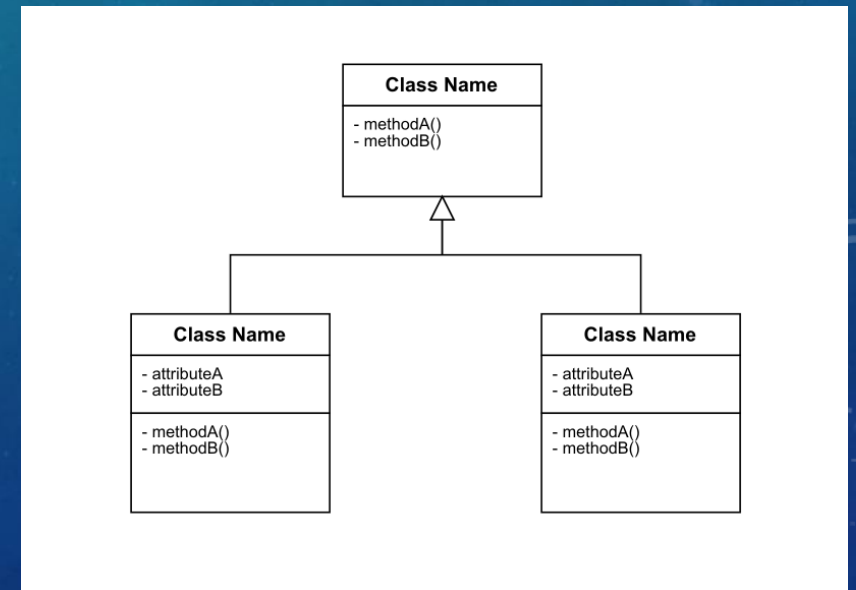 Class Name
- methodA()
- methodB()
Class Name
- attributeA
- attributeB
- methodA()
- methodB()
Class Name
- attributeA
- attributeB
- methodA()
- methodB()